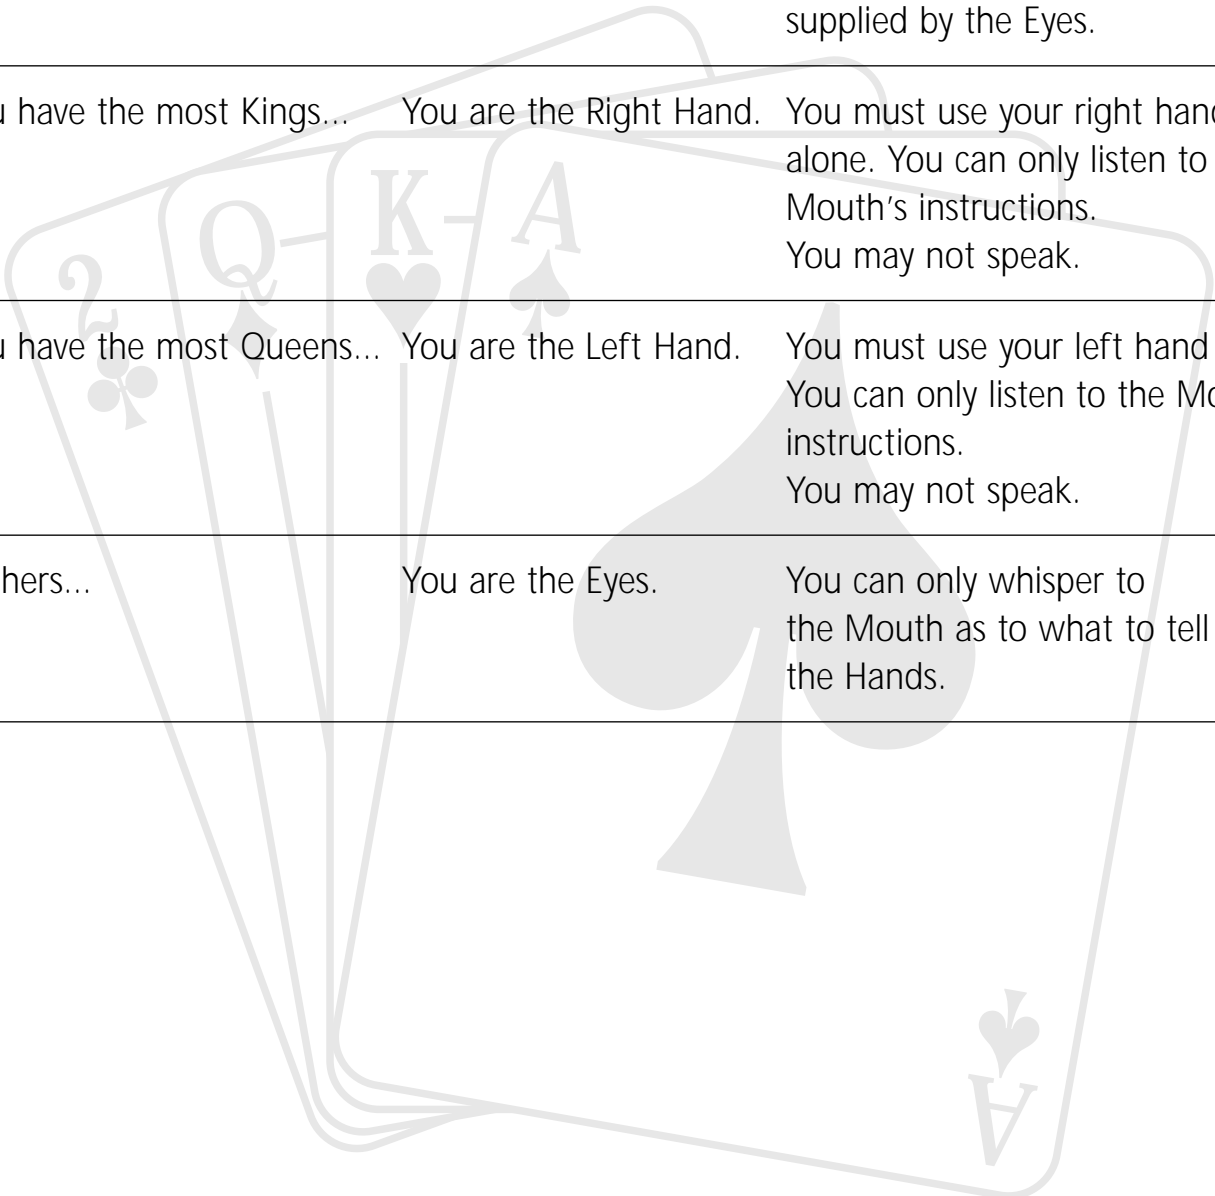 supplied by the Eyes.
have the most Kings... You are the Right Hand. You must use your right
alone. You can only listen to
Mouth's instructions.
You may not speak.
have the most Queens... You are the Left Hand. You must use your left hand
You can only listen to the
instructions.
You may not speak.
You are the Eyes. You can only whisper to
the Mouth as to what to tell
the Hands.
2
Q
K
A
A